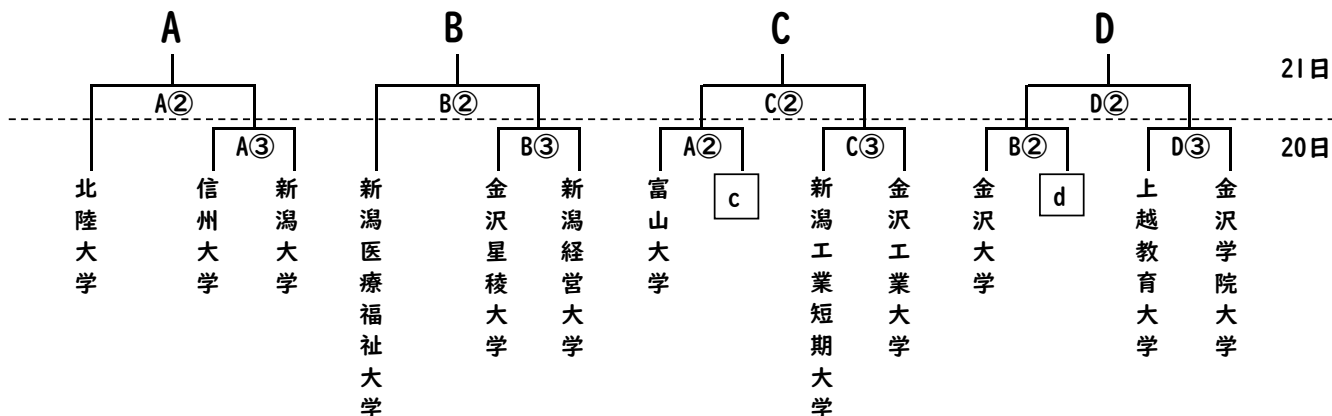 A
B
C
D
21日
A②
B②
C②
D②
20日
A③
B③
A②
C③
B②
D③
北陸大学
信州大学
新潟大学
新潟医療福祉大学
金沢星稜大学
新潟経営大学
富山大学
c
新潟工業短期大学
金沢工業大学
金沢大学
d
上越教育大学
金沢学院大学